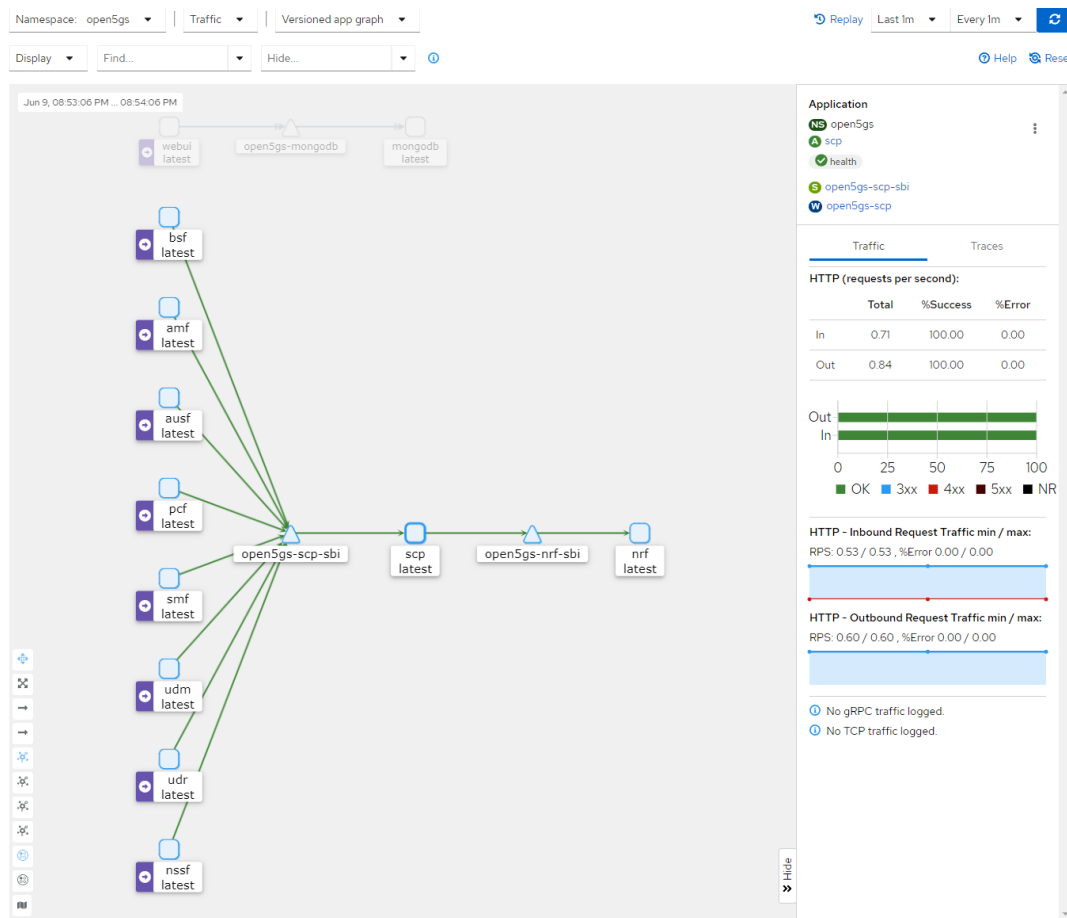 Namespace: open5gs
Traffic
Versioned app graph
Replay
Last 1m
Every 1m
Display
Find...
Hide...
Help
Rese
Jun 9, 08:53:06 PM ... 08:54:06 PM
webui
latest
open5gs-mongodb
mongodb
latest
bsf
latest
amf
latest
ausf
latest
pcf
latest
open5gs-scp-sbi
scp
latest
open5gs-nrf-sbi
nrf
latest
smf
latest
udm
latest
udr
latest
nssf
latest
Hide
Application
NS open5gs
A scp
health
S open5gs-scp-sbi
W open5gs-scp
Traffic Traces
HTTP (requests per second):
Total %Success %Error
In 0.71 100.00 0.00
Out 0.84 100.00 0.00
Out
In
0 25 50 75 100
OK 3xx 4xx 5xx NR
HTTP - Inbound Request Traffic min / max:
RPS: 0.53 / 0.53 , %Error 0.00 / 0.00
HTTP - Outbound Request Traffic min / max:
RPS: 0.60 / 0.60 , %Error 0.00 / 0.00
No gRPC traffic logged.
No TCP traffic logged.